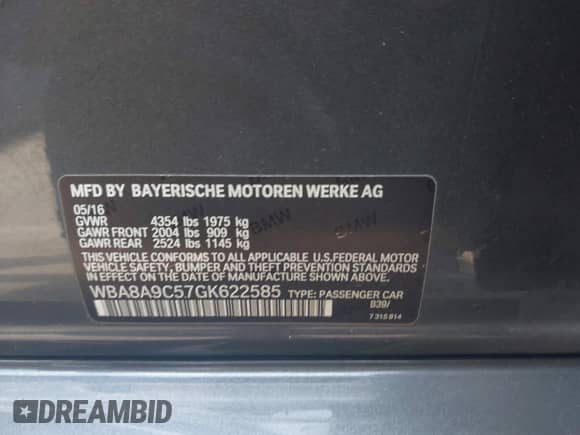 MFD BY BAYERISCHE MOTOREN WERKE AG
05/16
GVWR 4354 lbs 1975 kg
GAWR FRONT 2004 lbs 909 kg
GAWR REAR 2524 lbs 1145 kg
THIS VEHICLE CONFORMS TO ALL APPLICABLE U.S.FEDERAL MOTOR
VEHICLE SAFETY, BUMPER, AND THEFT PREVENTION STANDARDS
IN EFFECT ON THE DATE OF MANUFACTURE SHOWN ABOVE.
WBA8A9C57GK622585 TYPE: PASSENGER CAR
B39/
7 315 814
BMW
BMW
DREAMBID